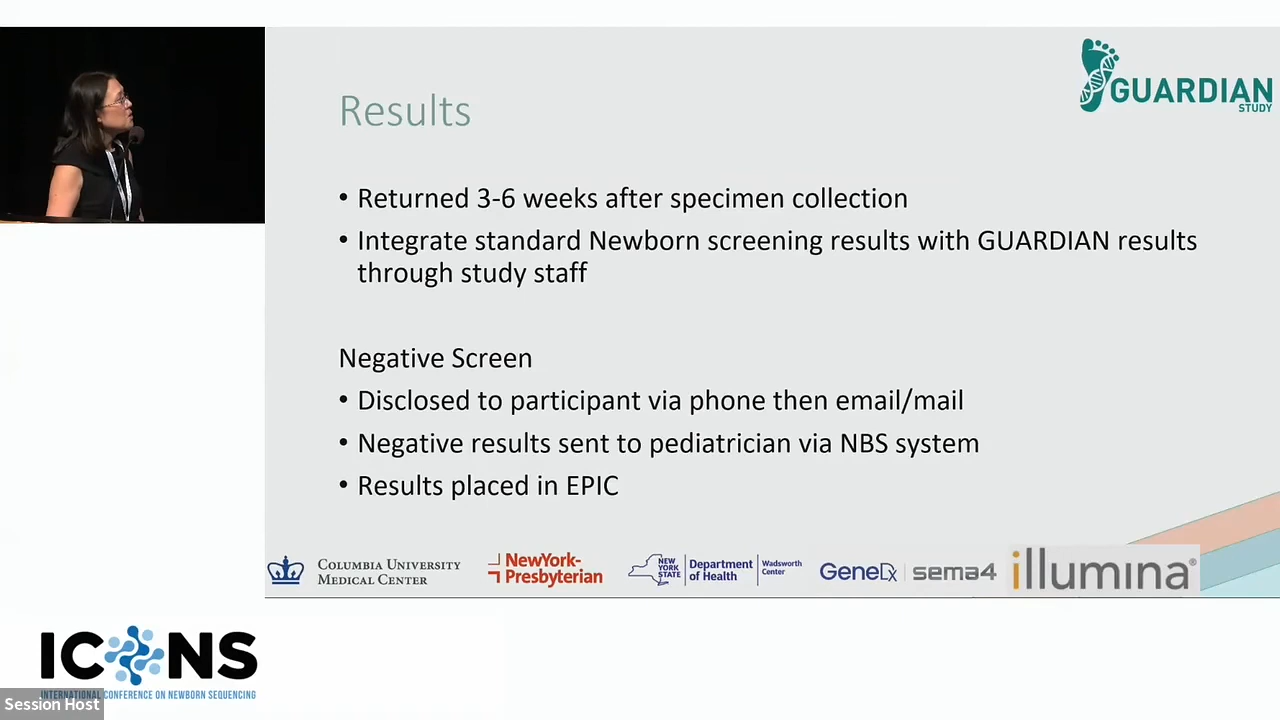 GUARDIAN
STUDY
Results
• Returned 3-6 weeks after specimen collection
• Integrate standard Newborn screening results with GUARDIAN results
through study staff
Negative Screen
• Disclosed to participant via phone then email/mail
• Negative results sent to pediatrician via NBS system
• Results placed in EPIC
COLUMBIA UNIVERSITY
MEDICAL CENTER
NewYork-
Presbyterian
NEW
YORK
STATE
Department
of Health
Wadsworth
Center
GeneDx
sema4
illumina®
ICONS
INTERNATIONAL CONFERENCE ON NEWBORN SEQUENCING
Session Host